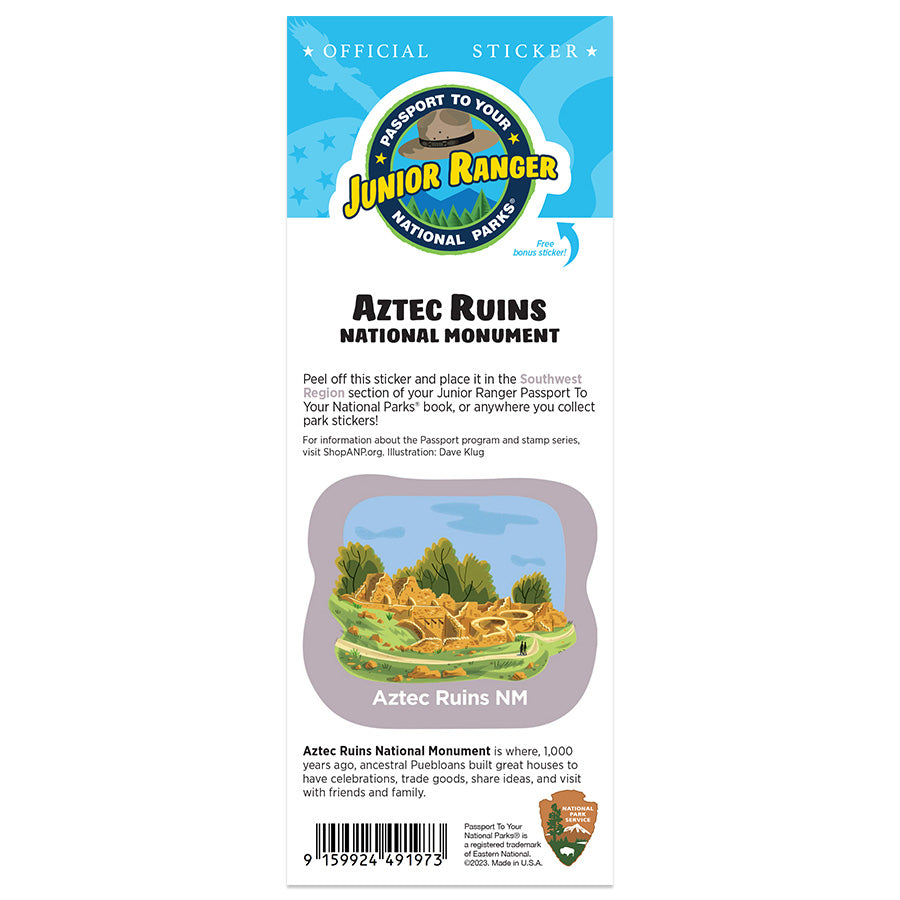 ★ OFFICIAL STICKER ★
PASSPORT TO YOUR
JUNIOR RANGER
NATIONAL PARKS®
Free
bonus sticker!
AZTEC RUINS
NATIONAL MONUMENT
Peel off this sticker and place it in the Southwest
Region section of your Junior Ranger Passport To
Your National Parks® book, or anywhere you collect
park stickers!
For information about the Passport program and stamp series,
visit ShopANP.org. Illustration: Dave Klug
Aztec Ruins NM
Aztec Ruins National Monument is where, 1,000
years ago, ancestral Puebloans built great houses to
have celebrations, trade goods, share ideas, and visit
with friends and family.
9 159924 491973
Passport To Your
National Parks® is
a registered trademark
of Eastern National.
©2023. Made in U.S.A.
NATIONAL
PARK
SERVICE